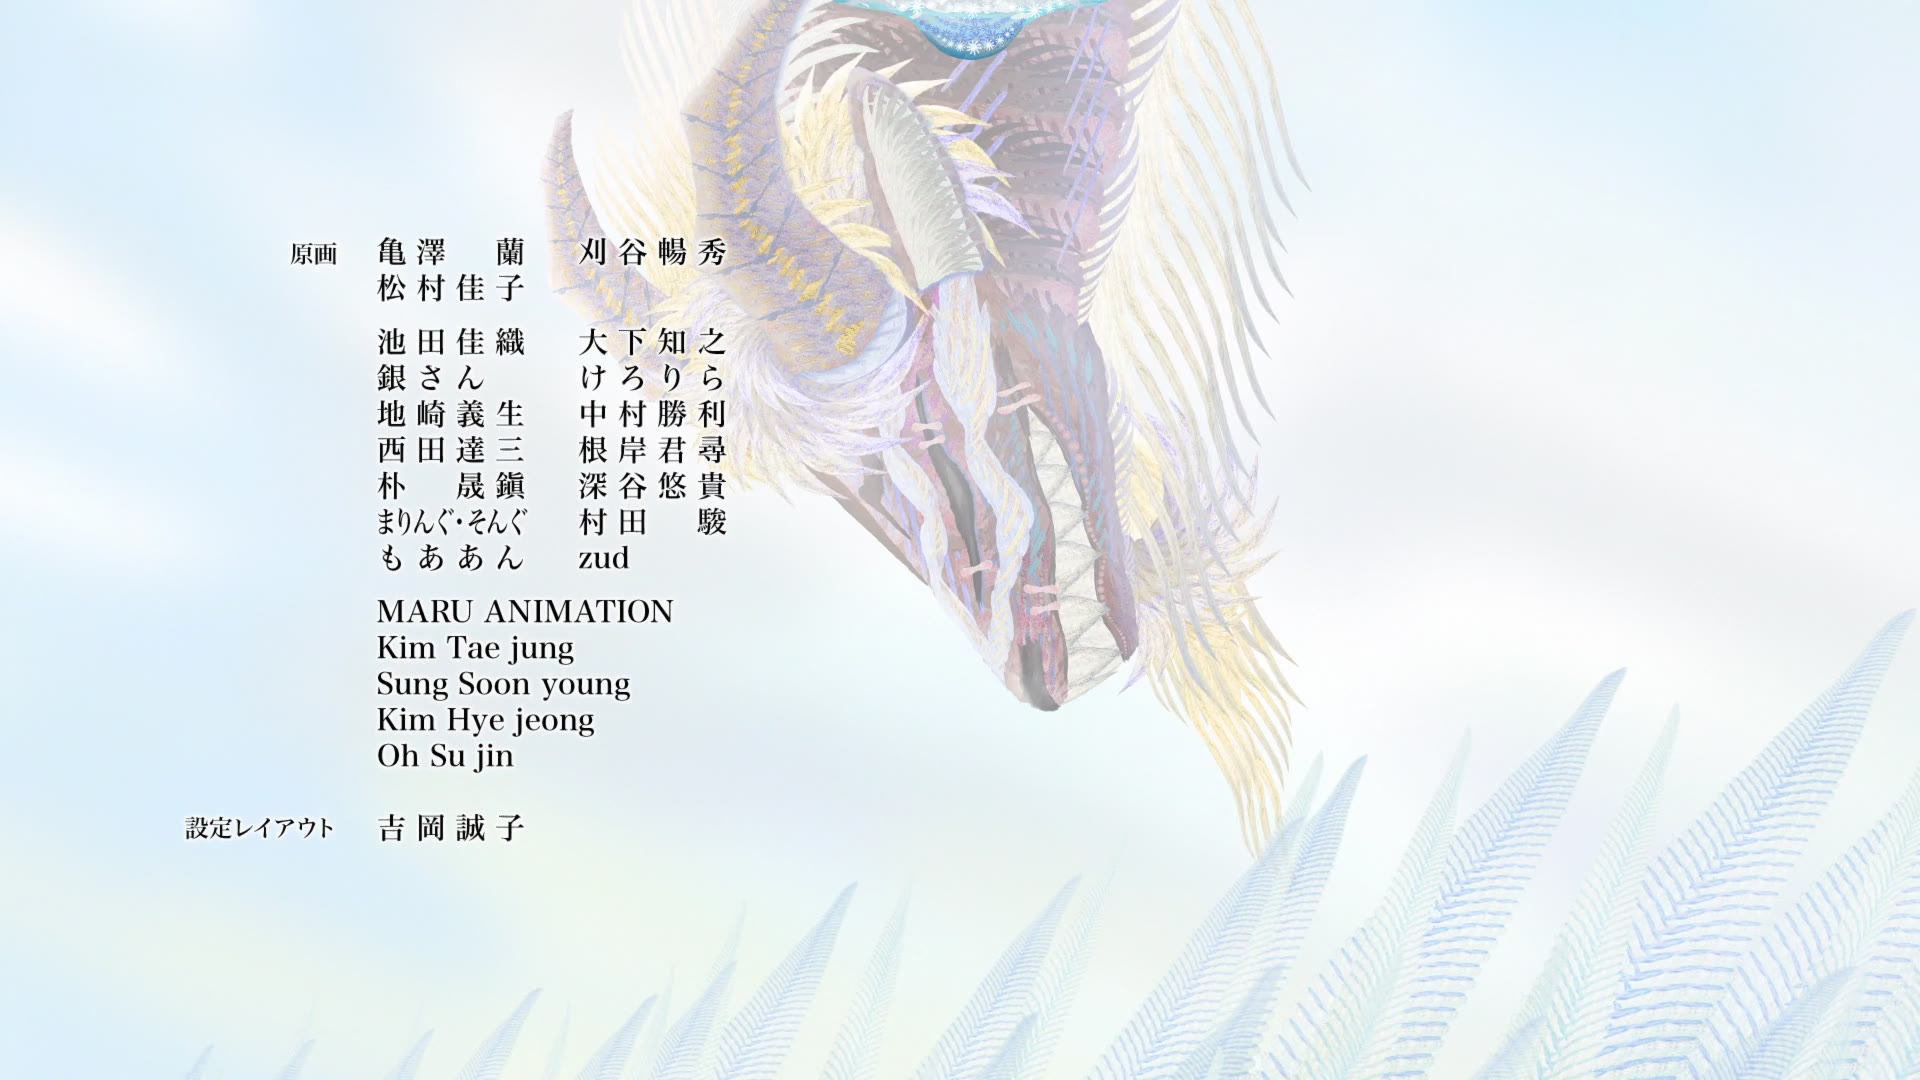 原画 亀澤 蘭 刈谷暢秀
松村佳子
池田佳織 大下知之
銀さん けろりら
地崎義生 中村勝利
西田達三 根岸君尋
朴 晟鎭 深谷悠貴
まりんぐ・そんぐ 村田 駿
もああん zud
MARU ANIMATION
Kim Tae jung
Sung Soon young
Kim Hye jeong
Oh Su jin
設定レイアウト 吉岡誠子